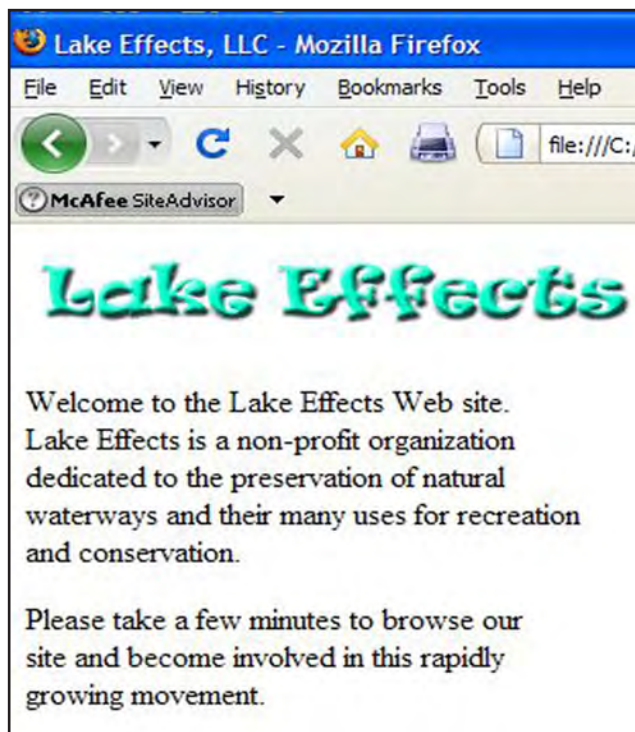 Lake Effects, LLC - Mozilla Firefox
File Edit View History Bookmarks Tools Help
file:///C:/
McAfee SiteAdvisor
Lake Effects
Welcome to the Lake Effects Web site.
Lake Effects is a non-profit organization
dedicated to the preservation of natural
waterways and their many uses for recreation
and conservation.
Please take a few minutes to browse our
site and become involved in this rapidly
growing movement.